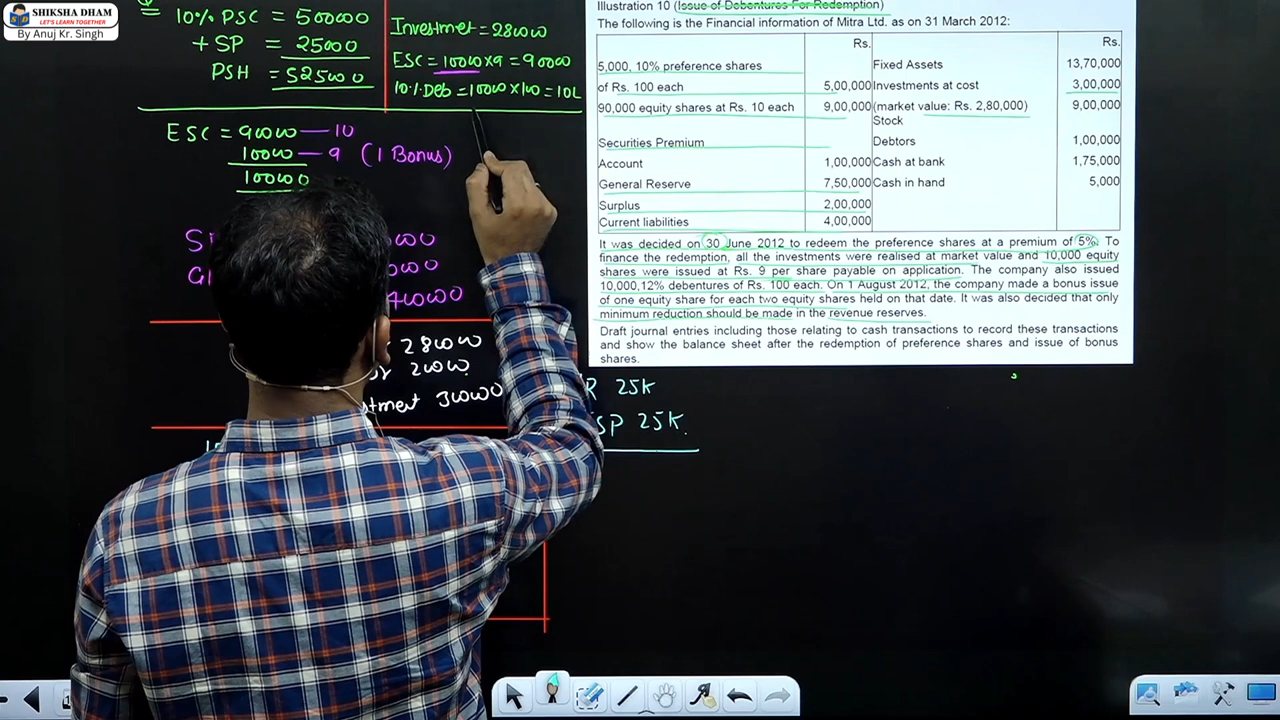 SHIKSHA DHAM
LET'S LEARN TOGETHER
By Anuj Kr. Singh
10% PSC = 500000
+ SP = 25000
PSH = 525000
Investmet = 280000
ESC = 10000×9 = 90000
10.1. Deb = 10000 × 100 = 10L
ESC = 90000 — 10
10000 — 9 (1 Bonus)
100000
280000
20000
stment 300000
25K
SP 25K.
Illustration 10 (Issue of Debentures For Redemption)
The following is the Financial information of Mitra Ltd. as on 31 March 2012:
Rs. Rs.
5,000, 10% preference shares Fixed Assets 13,70,000
of Rs. 100 each 5,00,000 Investments at cost 3,00,000
90,000 equity shares at Rs. 10 each 9,00,000 (market value: Rs. 2,80,000) 9,00,000
Stock
Securities Premium Debtors 1,00,000
Account 1,00,000 Cash at bank 1,75,000
General Reserve 7,50,000 Cash in hand 5,000
Surplus 2,00,000
Current liabilities 4,00,000
It was decided on 30 June 2012 to redeem the preference shares at a premium of 5%. To
finance the redemption, all the investments were realised at market value and 10,000 equity
shares were issued at Rs. 9 per share payable on application. The company also issued
10,000,12% debentures of Rs. 100 each. On 1 August 2012, the company made a bonus issue
of one equity share for each two equity shares held on that date. It was also decided that only
minimum reduction should be made in the revenue reserves.
Draft journal entries including those relating to cash transactions to record these transactions
and show the balance sheet after the redemption of preference shares and issue of bonus
shares.